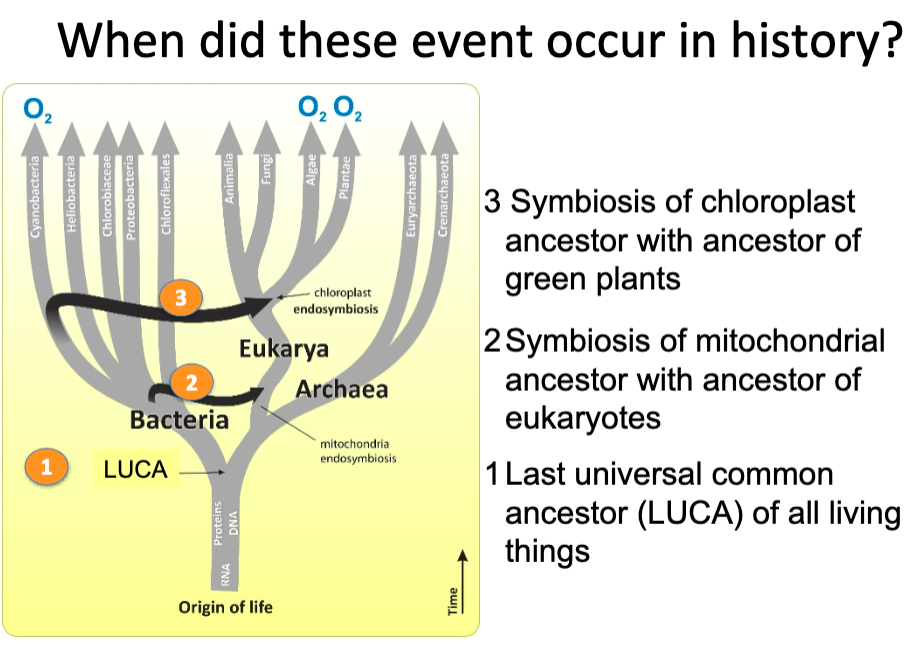 When did these event occur in history?
O2
O2 O2
Cyanobacteria
Heliobacteria
Chlorobiaceae
Proteobacteria
Chloroflexales
Animalia
Fungi
Algae
Plantae
Euryarchaeota
Crenarchaeota
3
chloroplast
endosymbiosis
Eukarya
2
Archaea
Bacteria
mitochondria
endosymbiosis
1
LUCA
Proteins
DNA
RNA
Origin of life
Time
3 Symbiosis of chloroplast
ancestor with ancestor of
green plants
2 Symbiosis of mitochondrial
ancestor with ancestor of
eukaryotes
1 Last universal common
ancestor (LUCA) of all living
things